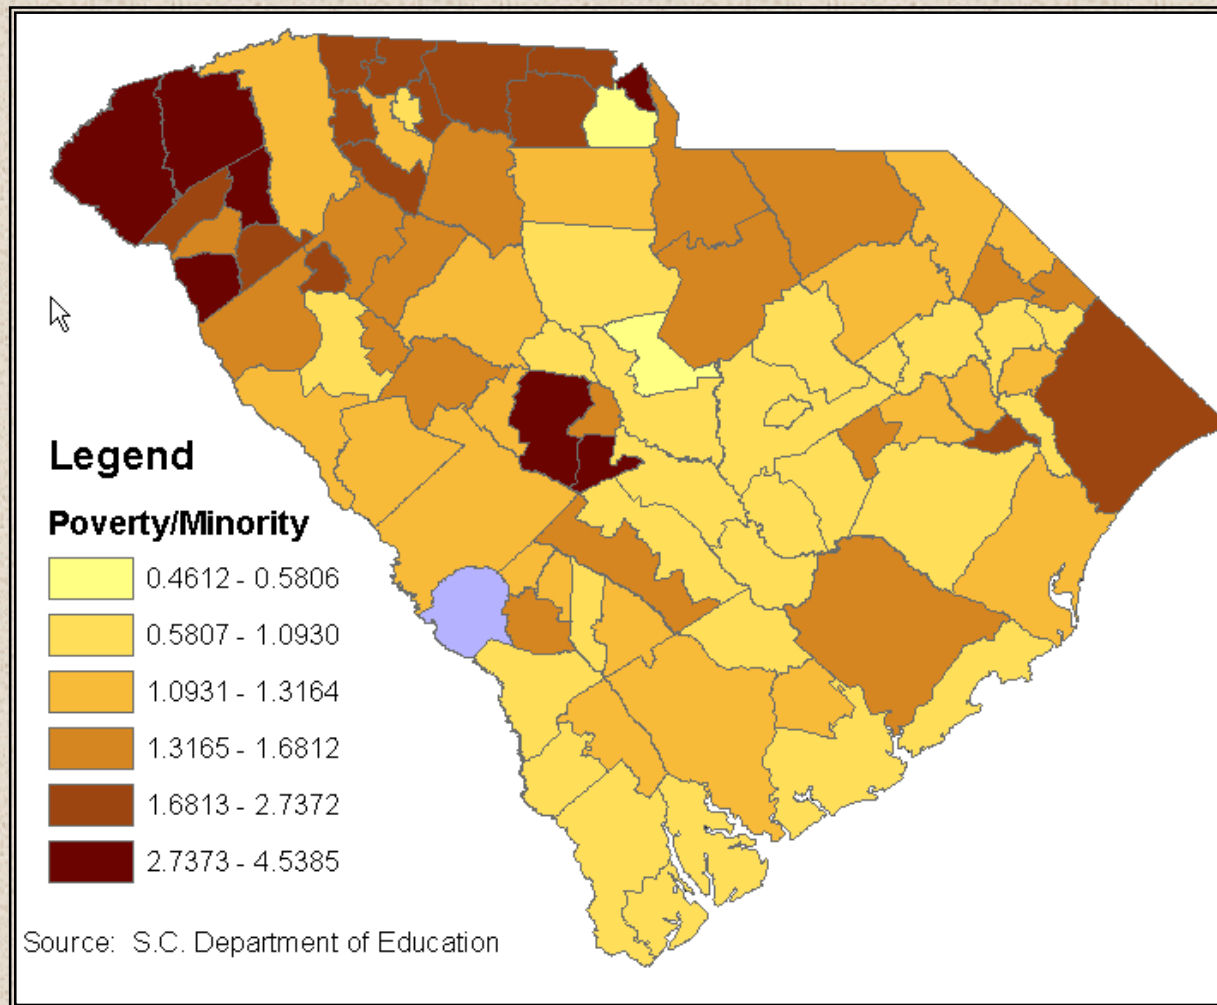 Legend
Poverty/Minority
0.4612 - 0.5806
0.5807 - 1.0930
1.0931 - 1.3164
1.3165 - 1.6812
1.6813 - 2.7372
2.7373 - 4.5385
Source: S.C. Department of Education